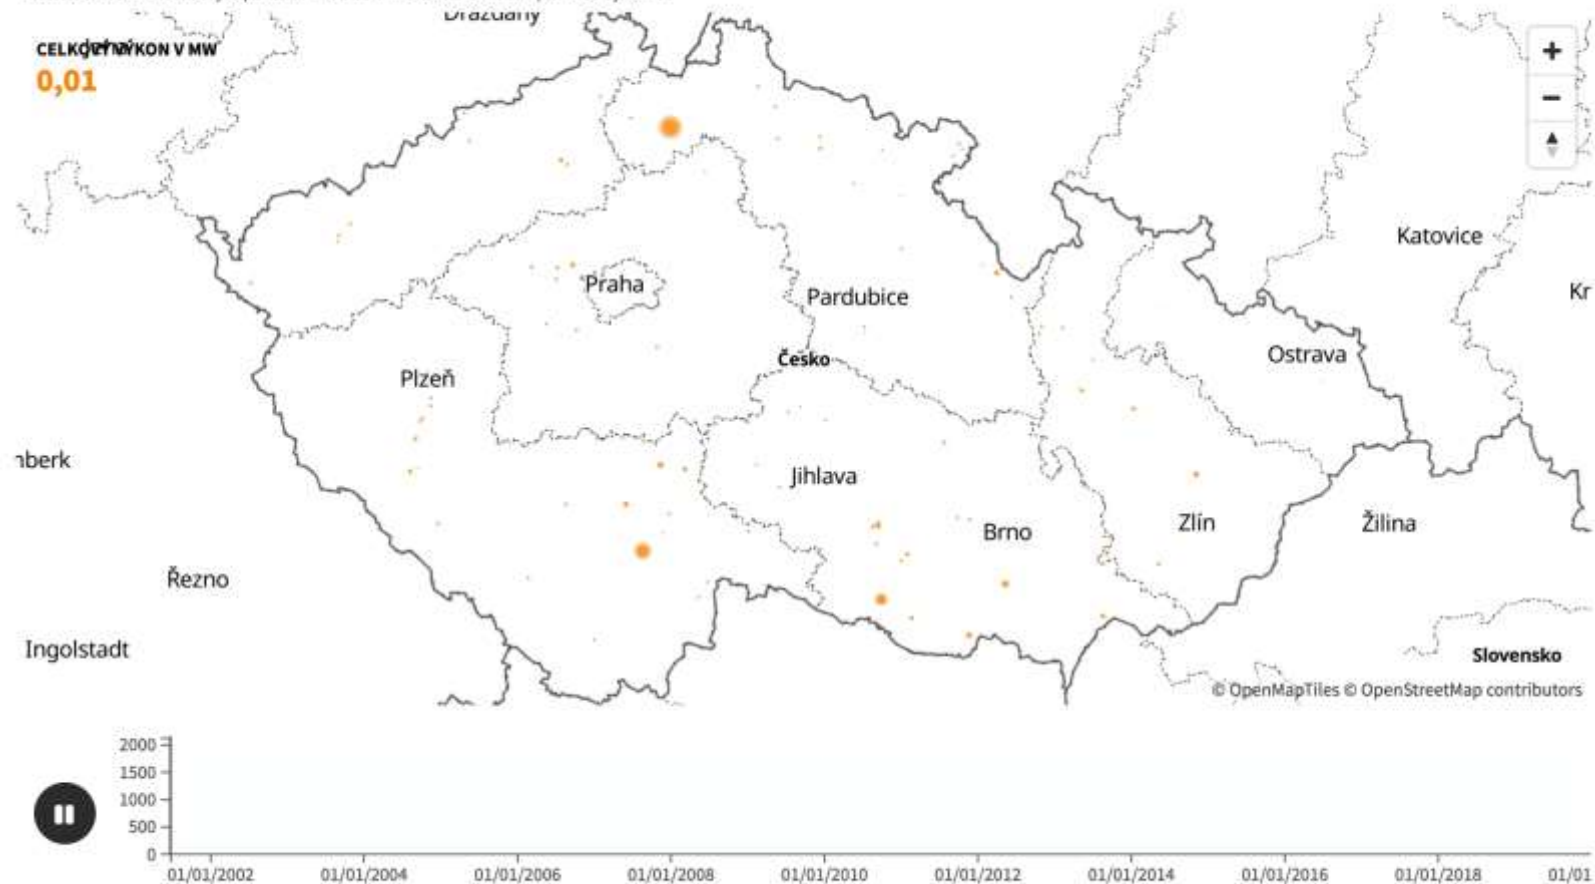 Drážďany
CELKOVÝ VÝKON V MW
0,01
Katovice
Praha
Pardubice
Kr
Česko
Ostrava
Plzeň
nberk
Jihlava
Zlín
Žilina
Brno
Řezno
Ingolstadt
Slovensko
© OpenMapTiles © OpenStreetMap contributors
2000
1500
1000
500
0
01/01/2002 01/01/2004 01/01/2006 01/01/2008 01/01/2010 01/01/2012 01/01/2014 01/01/2016 01/01/2018 01/01